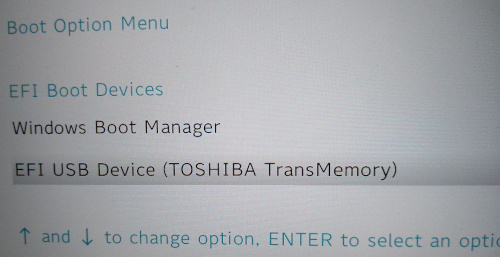 Boot Option Menu
EFI Boot Devices
Windows Boot Manager
EFI USB Device (TOSHIBA TransMemory)
↑ and ↓ to change option, ENTER to select an optio